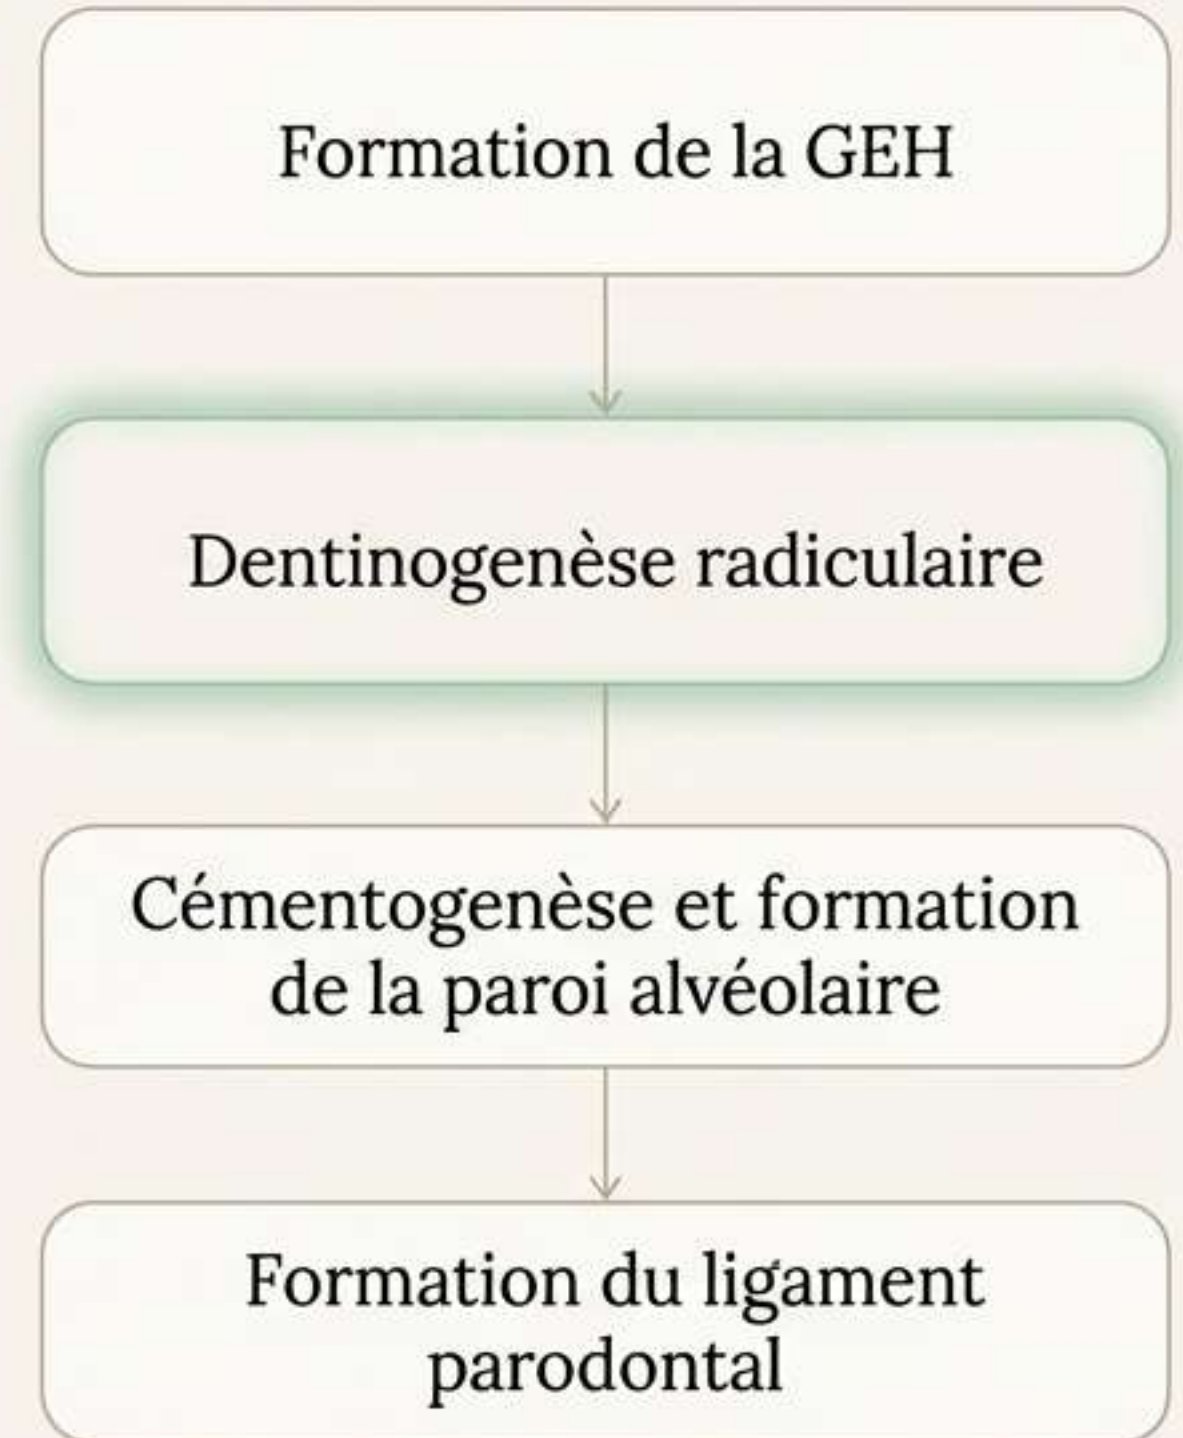 Formation de la GEH
Dentinogenèse radiculaire
Cémentogenèse et formation
de la paroi alvéolaire
Formation du ligament
parodontal